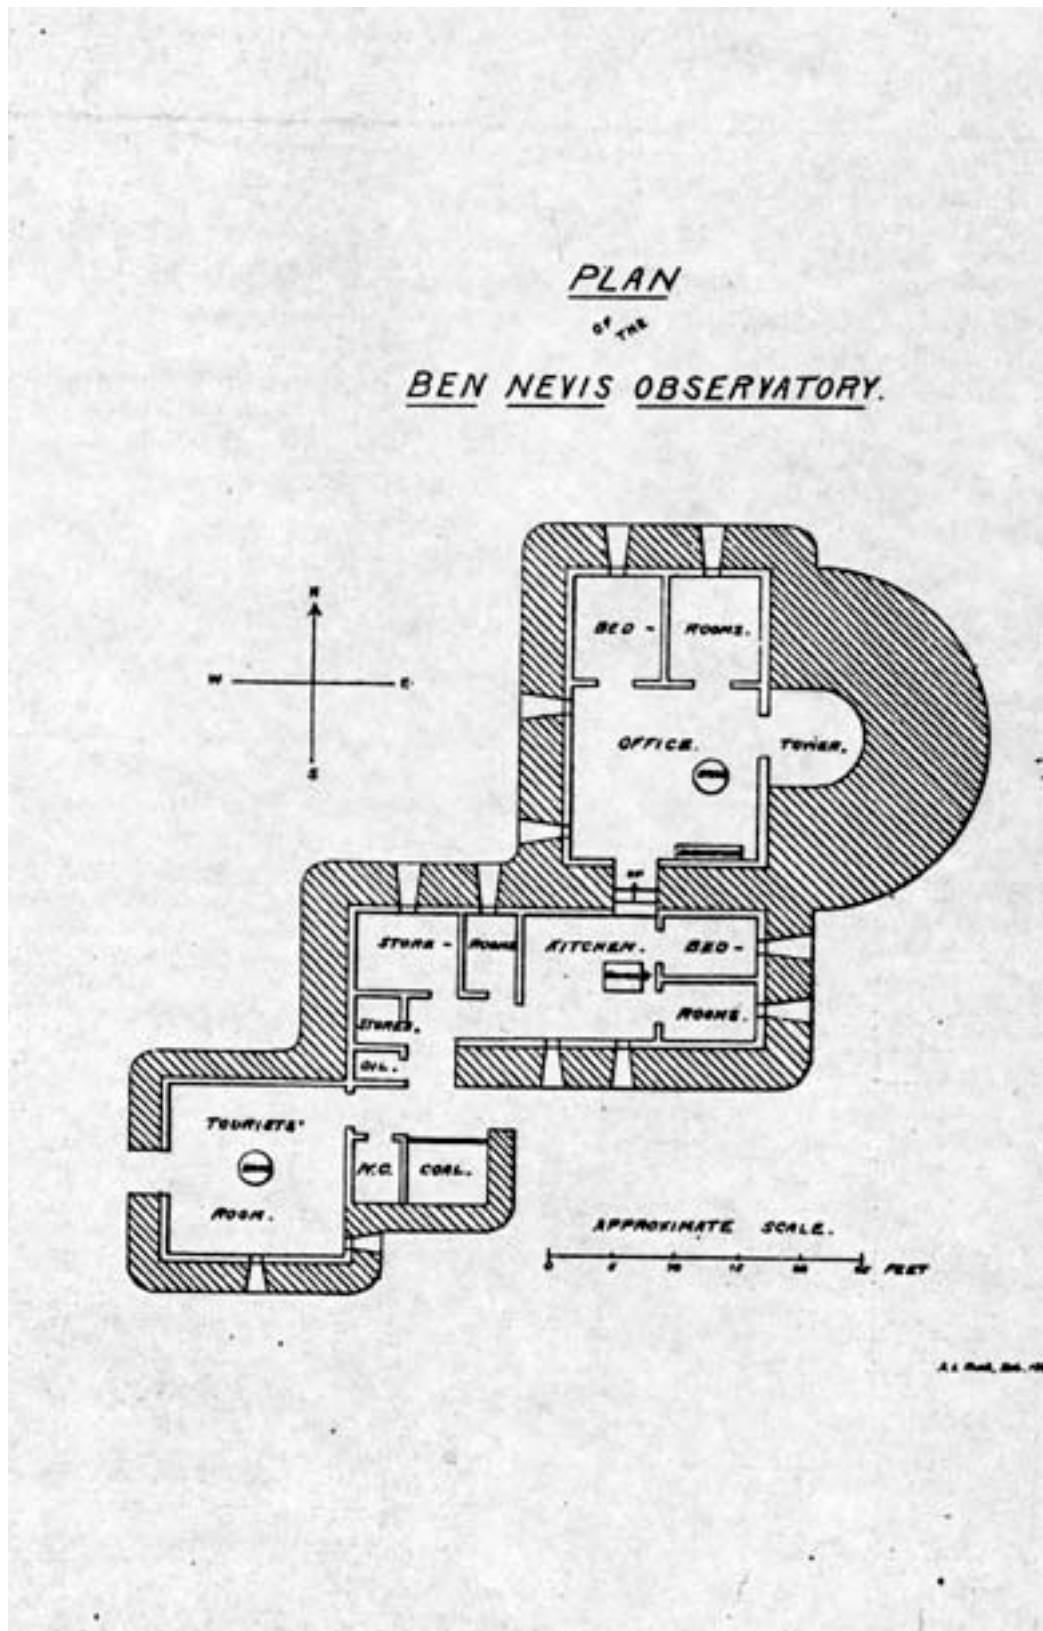 PLAN
OF THE
BEN NEVIS OBSERVATORY.
N
W E
S
BED - ROOMS.
OFFICE.
TOWER.
UP
STORE - ROOMS
KITCHEN.
BED -
ROOMS.
STORES.
OIL.
TOURISTS'
ROOM.
W.C.
COAL.
APPROXIMATE SCALE.
0 5 10 15 20 25 FEET